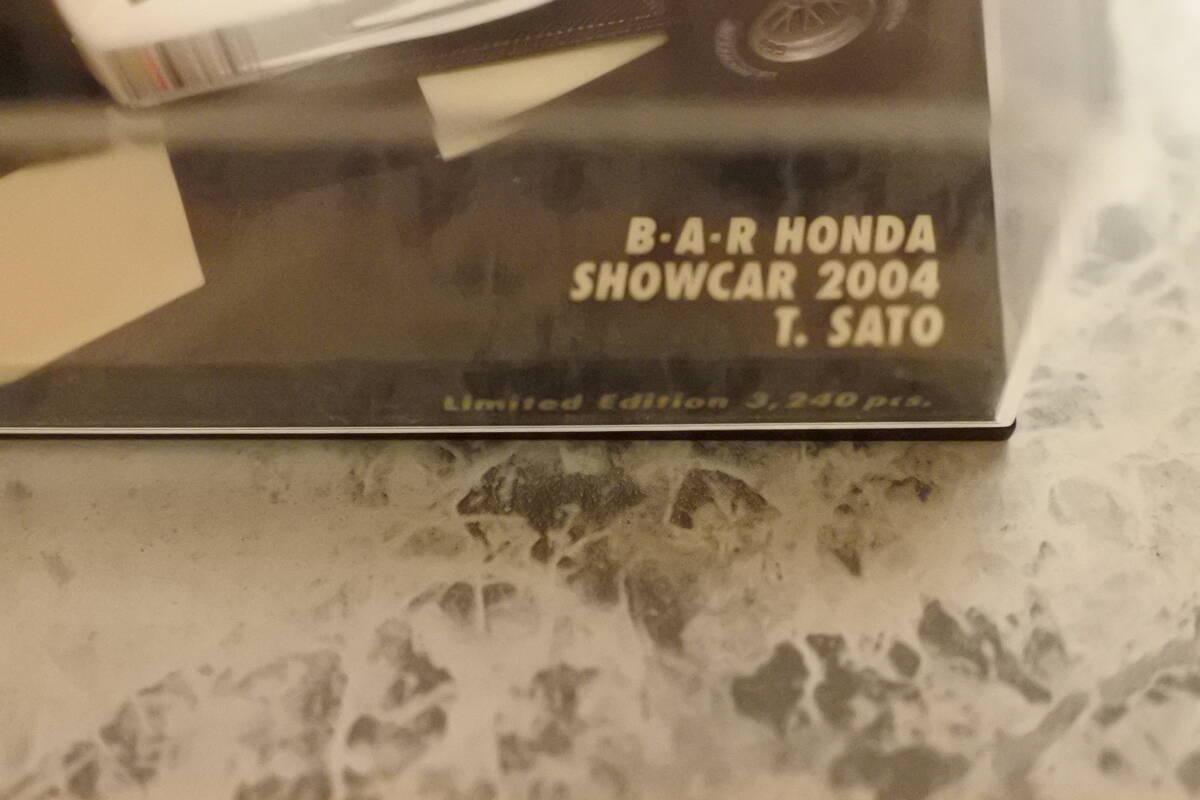 B·A·R HONDA
SHOWCAR 2004
T. SATO
Limited Edition 3,240 pcs.